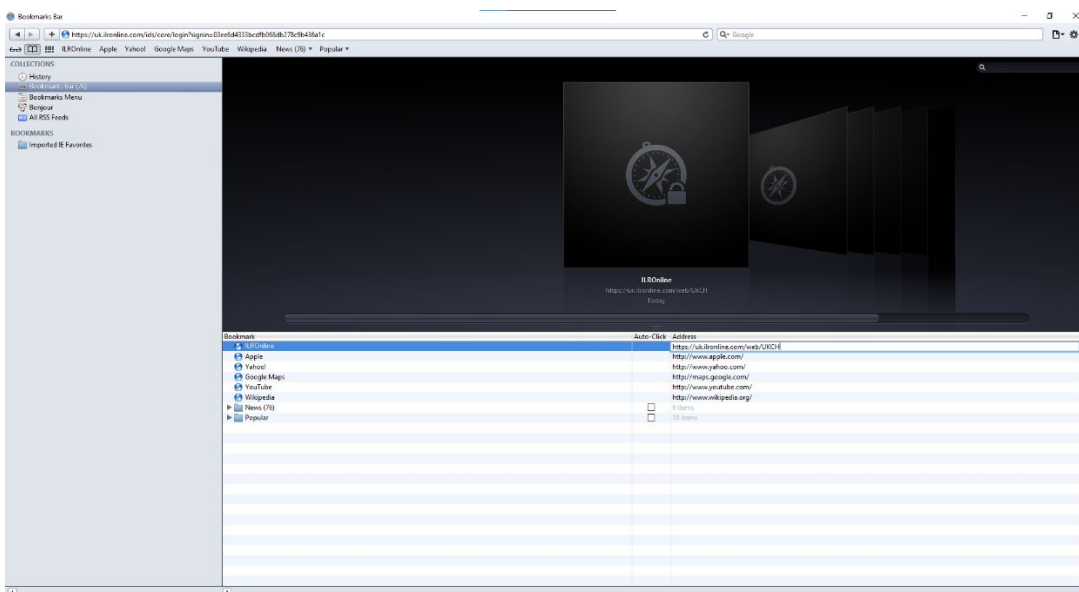 Bookmarks Bar
https://uk.ilronline.com/ids/core/login?signin=03ee6d4333bcdfb068db278c9b436a1c
Google
ILROnline Apple Yahoo! Google Maps YouTube Wikipedia News (76) Popular
COLLECTIONS
History
Bookmarks Bar (76)
Bookmarks Menu
Bonjour
All RSS Feeds
BOOKMARKS
Imported IE Favorites
ILROnline
https://uk.ilronline.com/web/UKCH
Today
Bookmark Auto-Click Address
ILROnline https://uk.ilronline.com/web/UKCH
Apple http://www.apple.com/
Yahoo! http://www.yahoo.com/
Google Maps http://maps.google.com/
YouTube http://www.youtube.com/
Wikipedia http://www.wikipedia.org/
News (76) 9 items
Popular 10 items